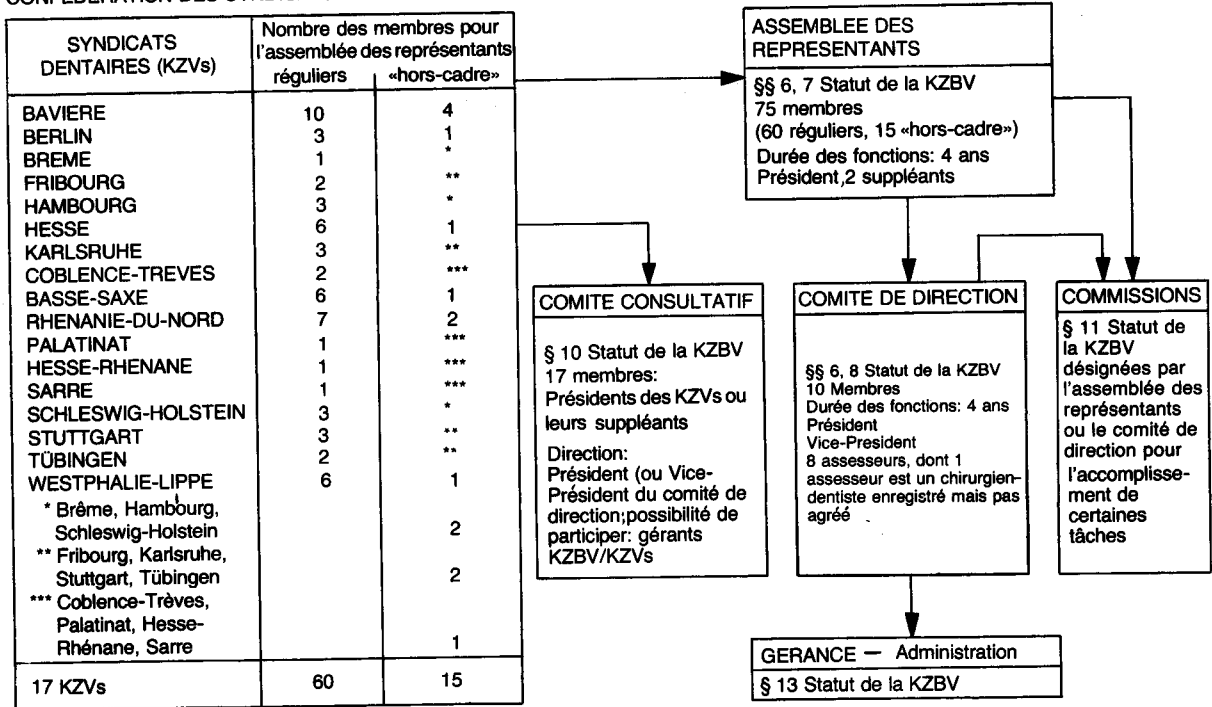 SYNDICATS
DENTAIRES (KZVs)
Nombre des membres pour
l'assemblée des représentants
réguliers «hors-cadre»
BAVIERE 10 4
BERLIN 3 1
BREME 1 *
FRIBOURG 2 **
HAMBOURG 3 *
HESSE 6 1
KARLSRUHE 3 **
COBLENCE-TREVES 2 ***
BASSE-SAXE 6 1
RHENANIE-DU-NORD 7 2
PALATINAT 1 ***
HESSE-RHENANE 1 ***
SARRE 1 ***
SCHLESWIG-HOLSTEIN 3 *
STUTTGART 3 **
TÜBINGEN 2 **
WESTPHALIE-LIPPE 6 1
* Brême, Hambourg,
Schleswig-Holstein 2
** Fribourg, Karlsruhe,
Stuttgart, Tübingen 2
*** Coblence-Trèves,
Palatinat, Hesse-
Rhénane, Sarre 1
17 KZVs 60 15
ASSEMBLEE DES
REPRESENTANTS
§§ 6, 7 Statut de la KZBV
75 membres
(60 réguliers, 15 «hors-cadre»)
Durée des fonctions: 4 ans
Président,2 suppléants
COMITE CONSULTATIF
§ 10 Statut de la KZBV
17 membres:
Présidents des KZVs ou
leurs suppléants
Direction:
Président (ou Vice-
Président du comité de
direction;possibilité de
participer: gérants
KZBV/KZVs
COMITE DE DIRECTION
§§ 6, 8 Statut de la KZBV
10 Membres
Durée des fonctions: 4 ans
Président
Vice-President
8 assesseurs, dont 1
assesseur est un chirurgien-
dentiste enregistré mais pas
agréé
COMMISSIONS
§ 11 Statut de
la KZBV
désignées par
l'assemblée des
représentants
ou le comité de
direction pour
l'accomplisse-
ment de
certaines
tâches
GERANCE — Administration
§ 13 Statut de la KZBV